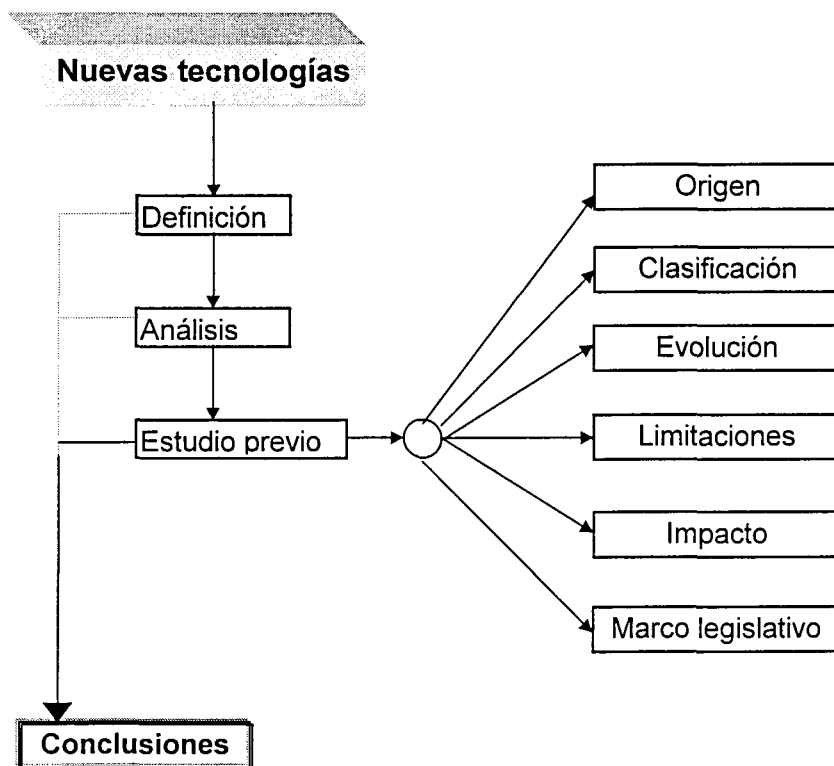 Nuevas tecnologías
Definición
Análisis
Estudio previo
Origen
Clasificación
Evolución
Limitaciones
Impacto
Marco legislativo
Conclusiones